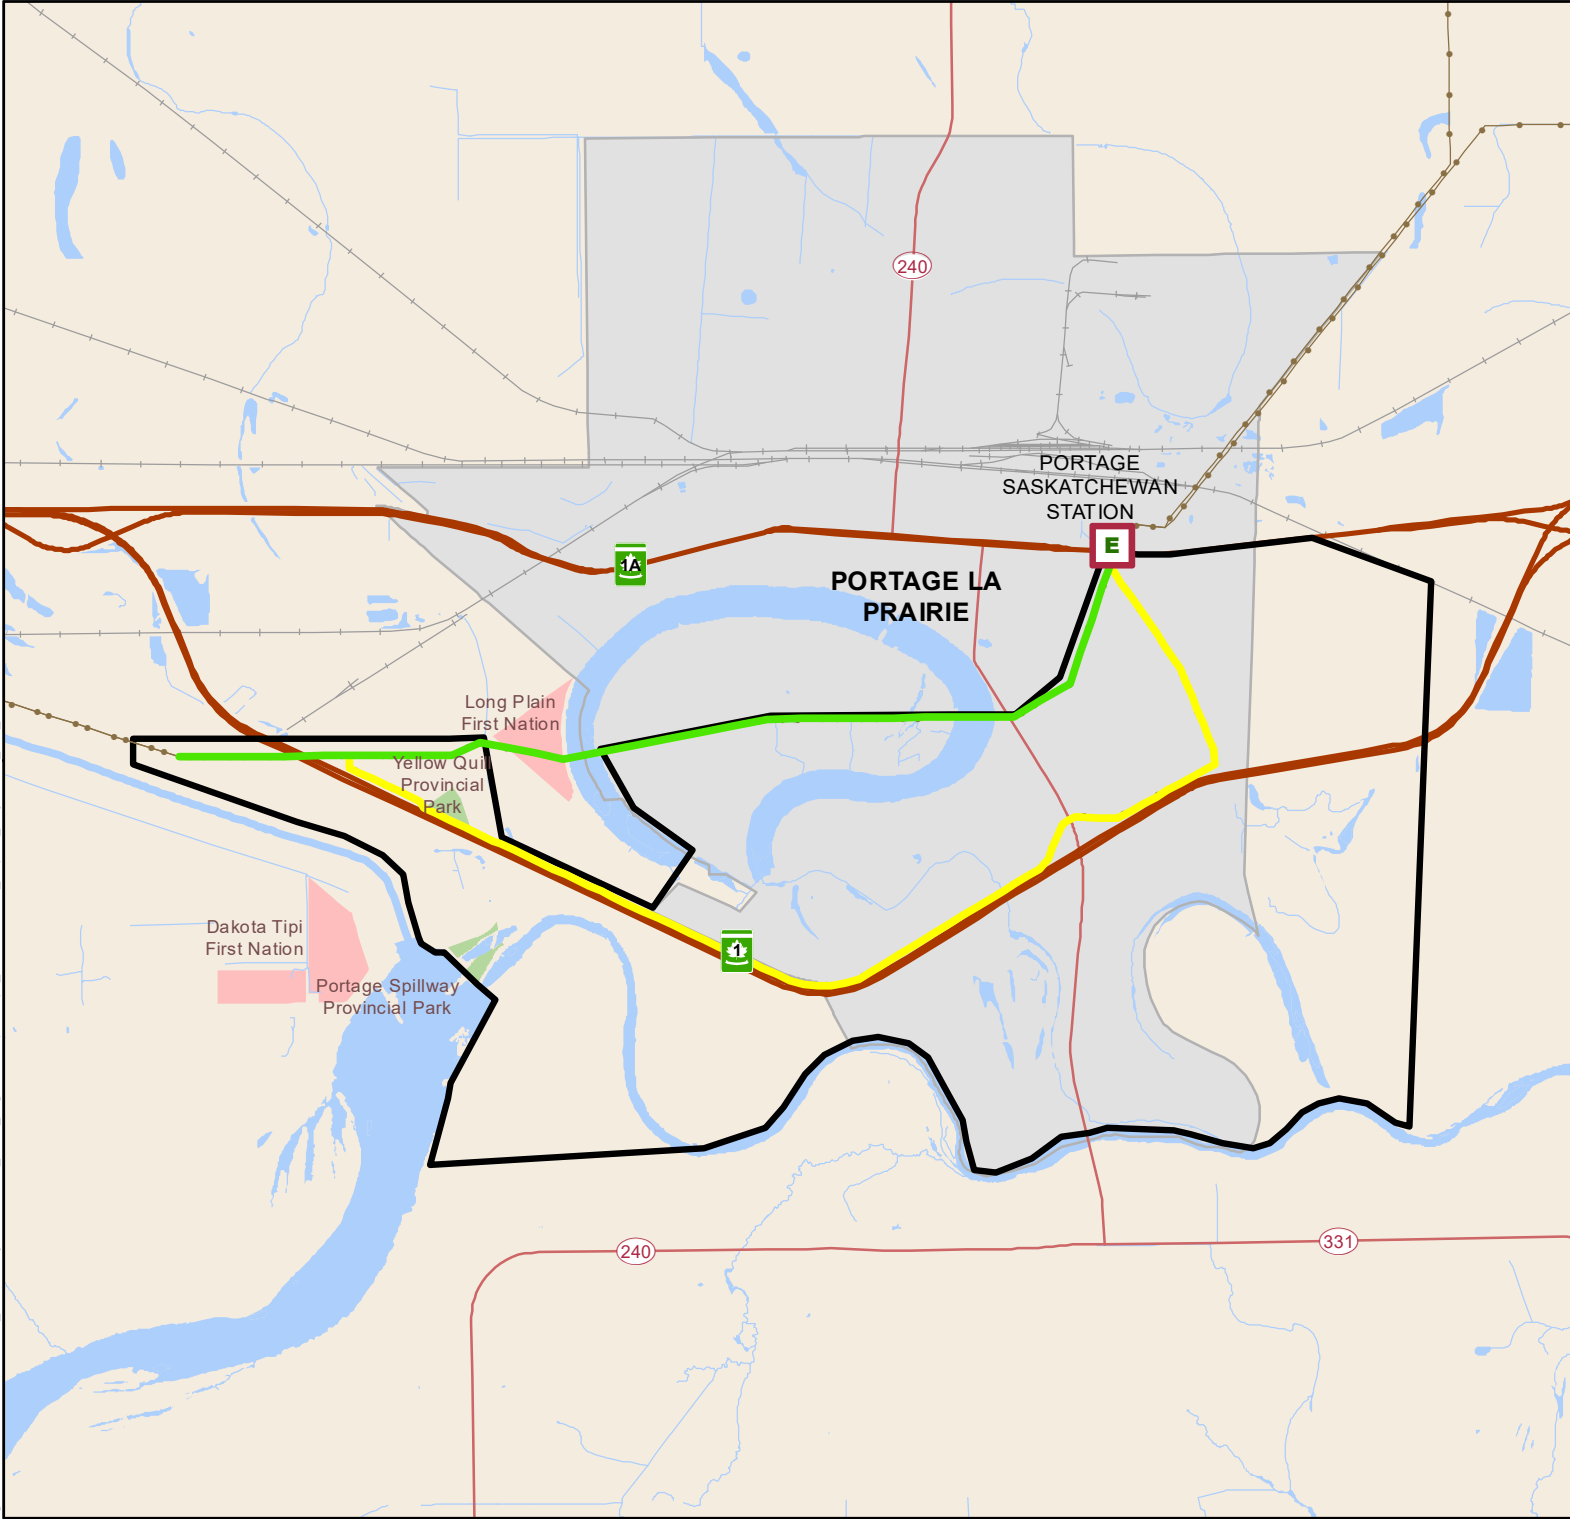 240
PORTAGE
SASKATCHEWAN
STATION
E
1A
PORTAGE LA
PRAIRIE
Long Plain
First Nation
Yellow Quil
Provincial
Park
Dakota Tipi
First Nation
1
Portage Spillway
Provincial Park
240
331